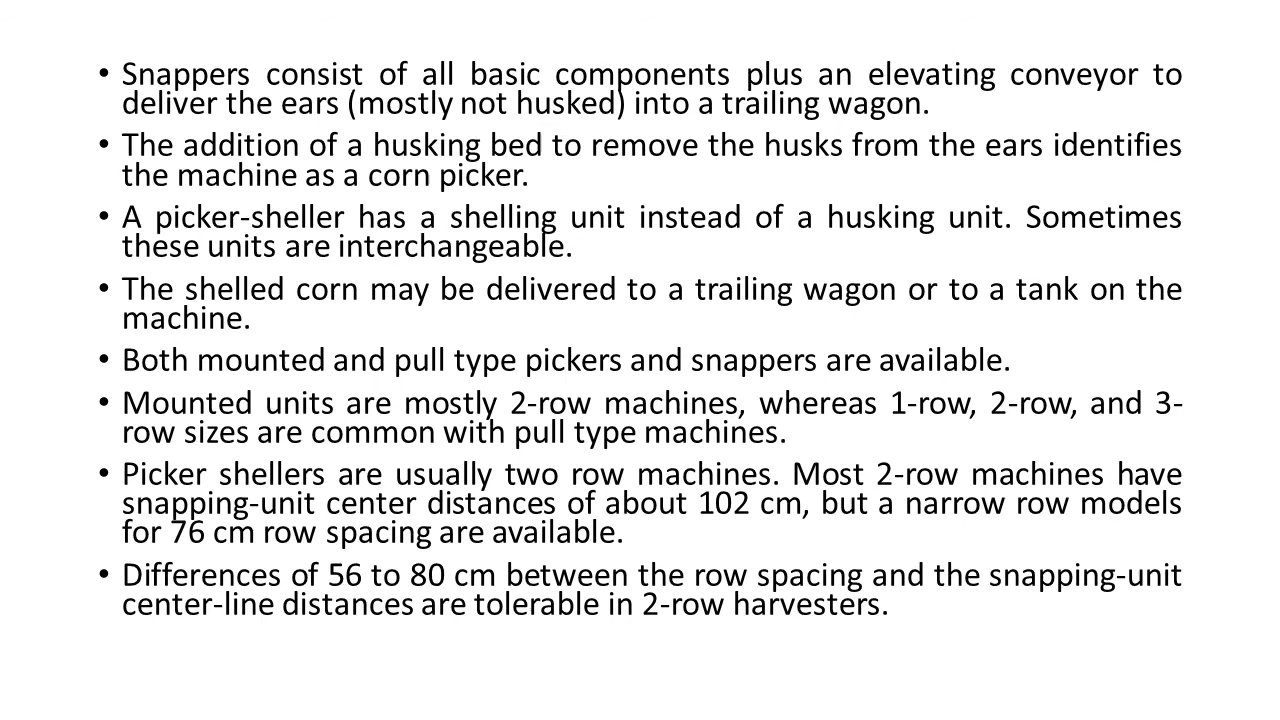 • Snappers consist of all basic components plus an elevating conveyor to
deliver the ears (mostly not husked) into a trailing wagon.
• The addition of a husking bed to remove the husks from the ears identifies
the machine as a corn picker.
• A picker-sheller has a shelling unit instead of a husking unit. Sometimes
these units are interchangeable.
• The shelled corn may be delivered to a trailing wagon or to a tank on the
machine.
• Both mounted and pull type pickers and snappers are available.
• Mounted units are mostly 2-row machines, whereas 1-row, 2-row, and 3-
row sizes are common with pull type machines.
• Picker shellers are usually two row machines. Most 2-row machines have
snapping-unit center distances of about 102 cm, but a narrow row models
for 76 cm row spacing are available.
• Differences of 56 to 80 cm between the row spacing and the snapping-unit
center-line distances are tolerable in 2-row harvesters.